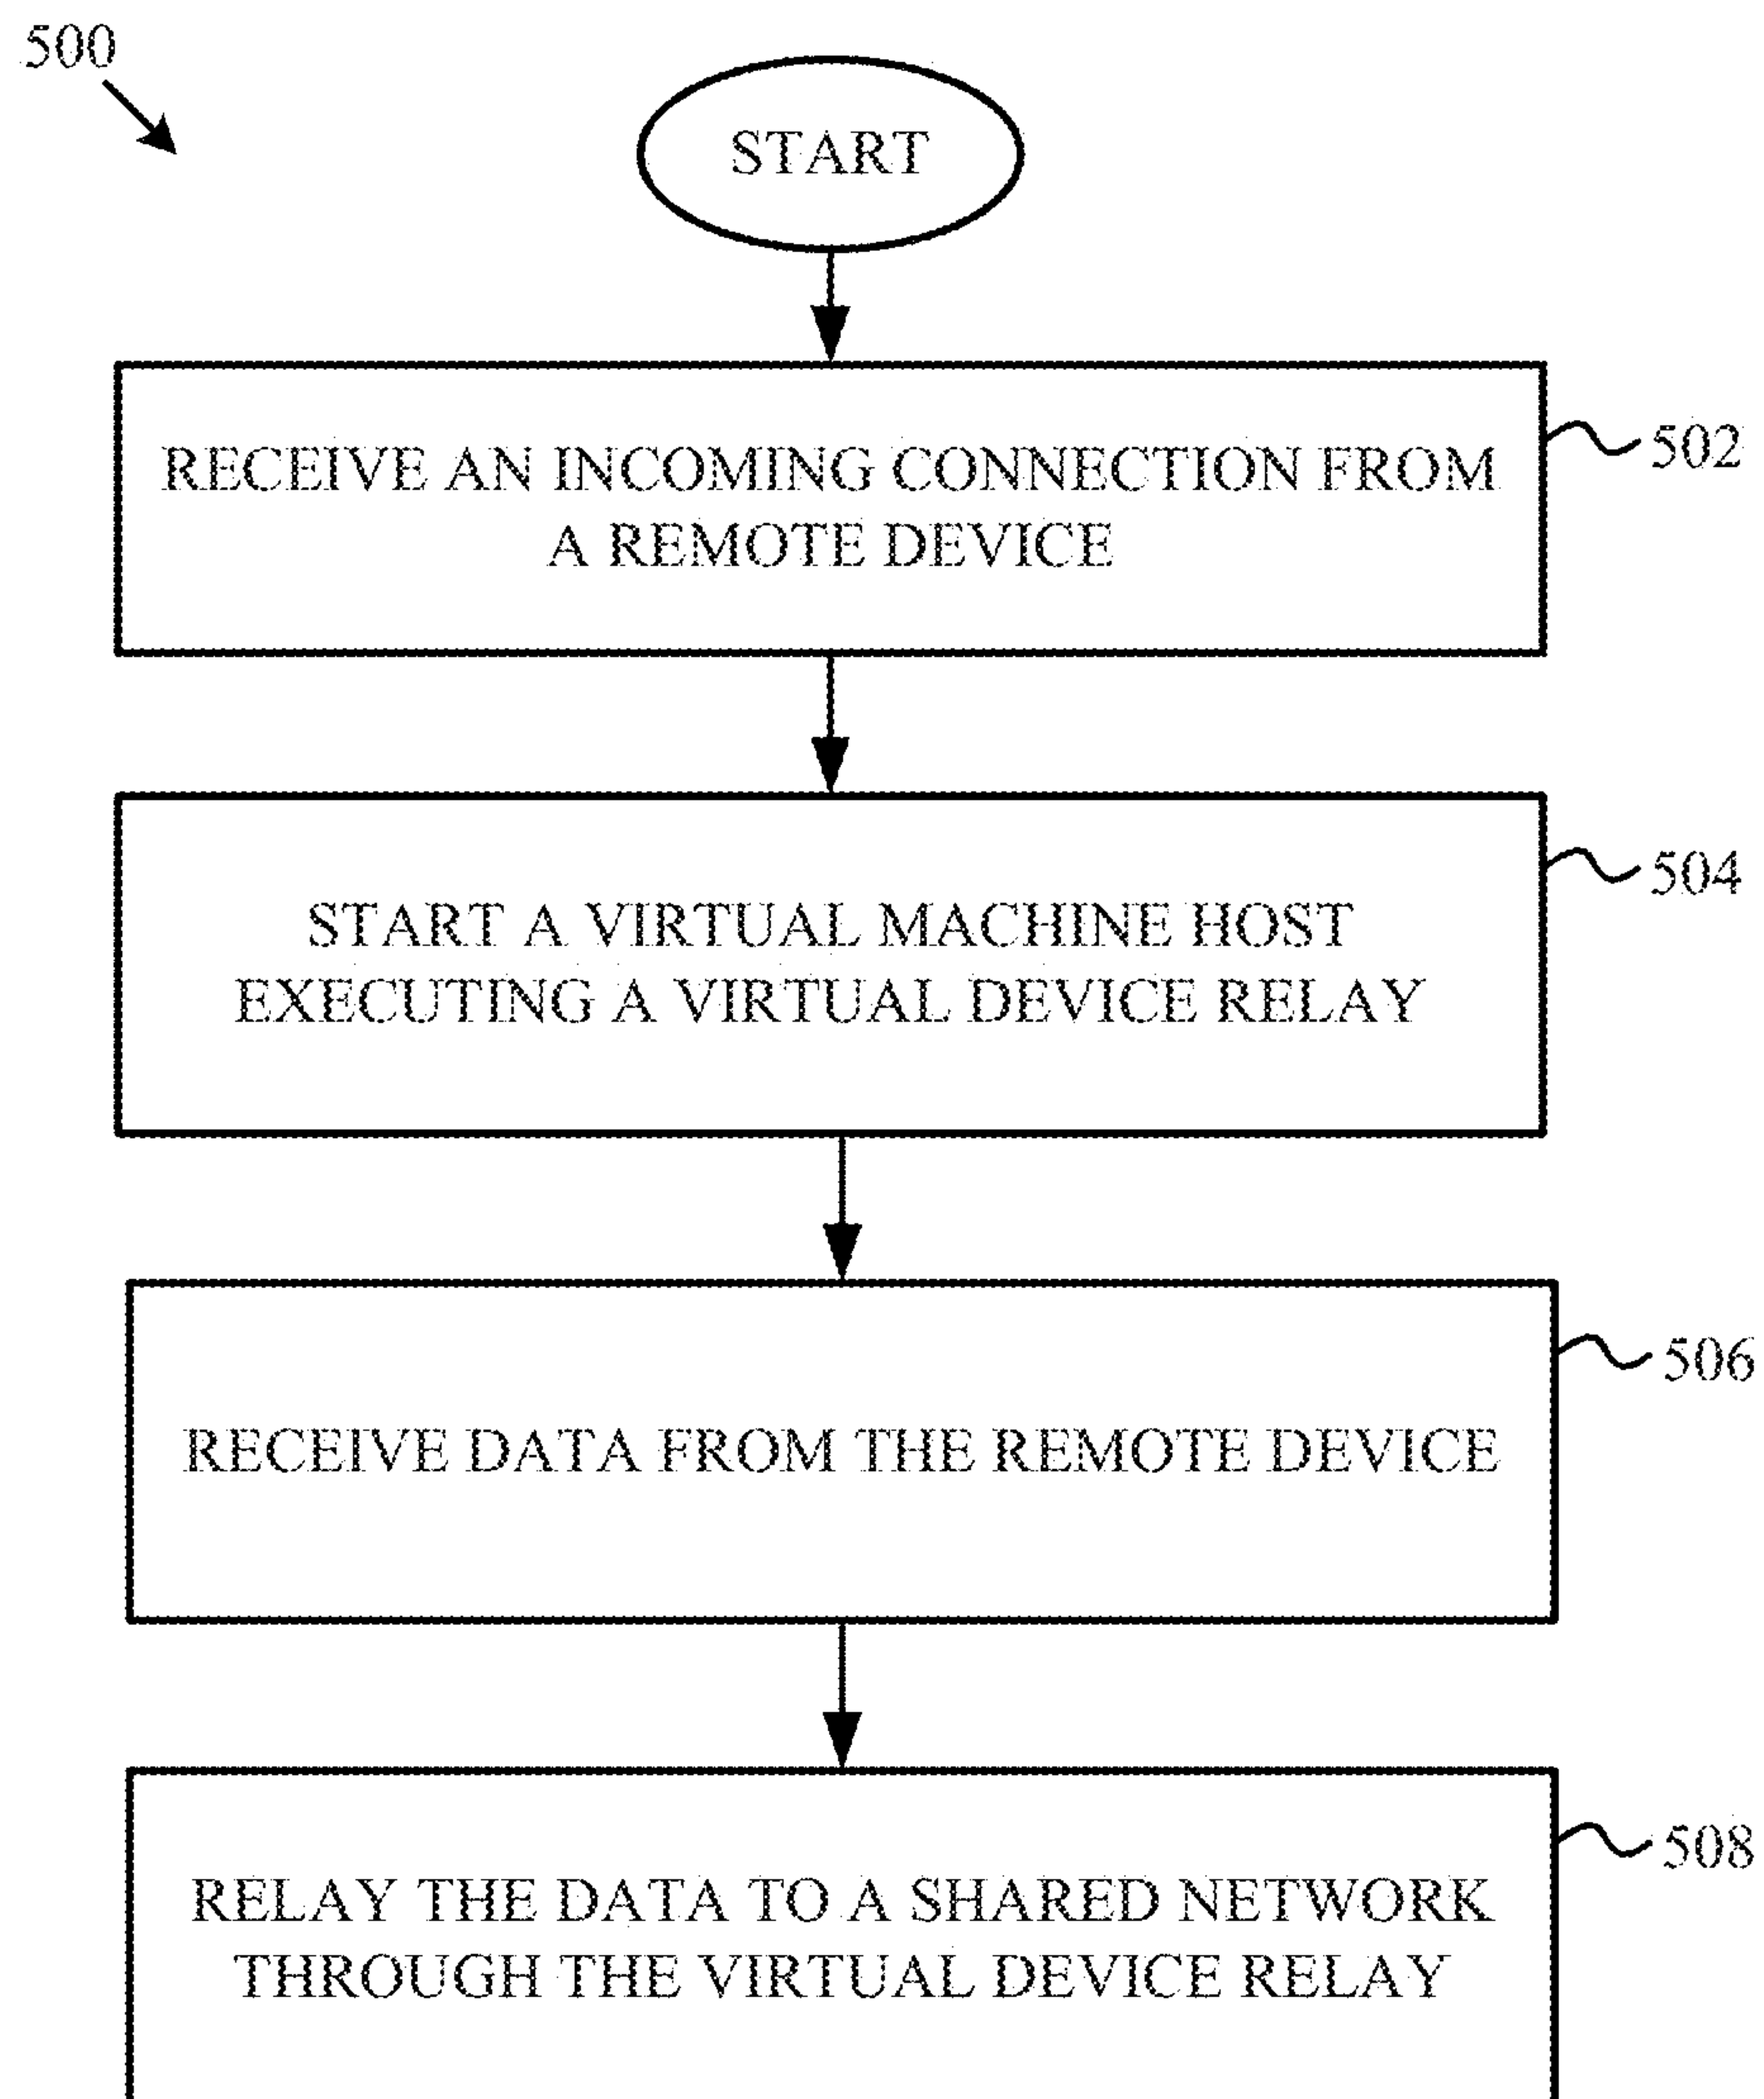 500
START
RECEIVE AN INCOMING CONNECTION FROM
A REMOTE DEVICE
502
START A VIRTUAL MACHINE HOST
EXECUTING A VIRTUAL DEVICE RELAY
504
RECEIVE DATA FROM THE REMOTE DEVICE
506
RELAY THE DATA TO A SHARED NETWORK
THROUGH THE VIRTUAL DEVICE RELAY
508